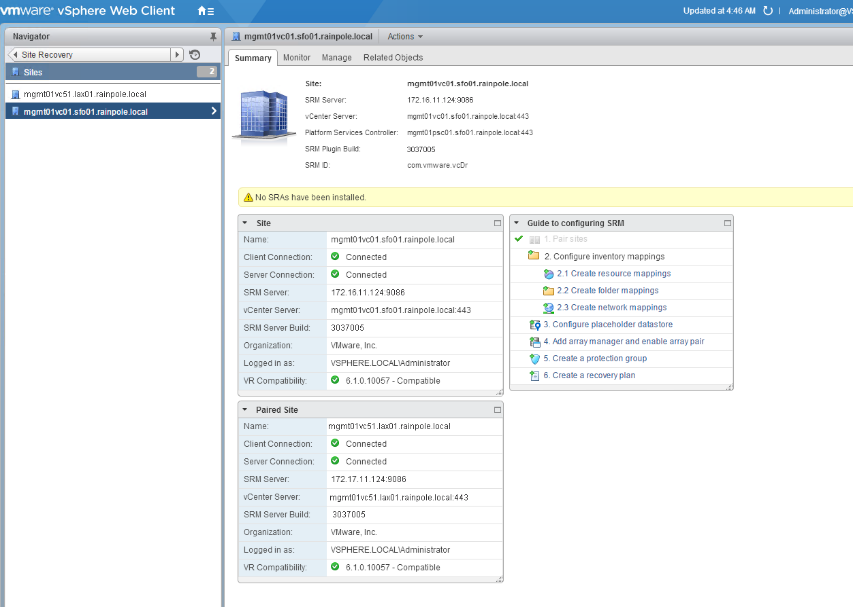 vmware® vSphere Web Client
Updated at 4:46 AM
Administrator@VS
Navigator
Site Recovery
Sites 2
mgmt01vc51.lax01.rainpole.local
mgmt01vc01.sfo01.rainpole.local
mgmt01vc01.sfo01.rainpole.local Actions
Summary Monitor Manage Related Objects
Site: mgmt01vc01.sfo01.rainpole.local
SRM Server: 172.16.11.124:9086
vCenter Server: mgmt01vc01.sfo01.rainpole.local:443
Platform Services Controller: mgmt01psc01.sfo01.rainpole.local:443
SRM Plugin Build: 3037005
SRM ID: com.vmware.vcDr
No SRAs have been installed.
Site
Name: mgmt01vc01.sfo01.rainpole.local
Client Connection: Connected
Server Connection: Connected
SRM Server: 172.16.11.124:9086
vCenter Server: mgmt01vc01.sfo01.rainpole.local:443
SRM Server Build: 3037005
Organization: VMware, Inc.
Logged in as: VSPHERE.LOCAL\Administrator
VR Compatibility: 6.1.0.10057 - Compatible
Guide to configuring SRM
1. Pair sites
2. Configure inventory mappings
2.1 Create resource mappings
2.2 Create folder mappings
2.3 Create network mappings
3. Configure placeholder datastore
4. Add array manager and enable array pair
5. Create a protection group
6. Create a recovery plan
Paired Site
Name: mgmt01vc51.lax01.rainpole.local
Client Connection: Connected
Server Connection: Connected
SRM Server: 172.17.11.124:9086
vCenter Server: mgmt01vc51.lax01.rainpole.local:443
SRM Server Build: 3037005
Organization: VMware, Inc.
Logged in as: VSPHERE.LOCAL\Administrator
VR Compatibility: 6.1.0.10057 - Compatible